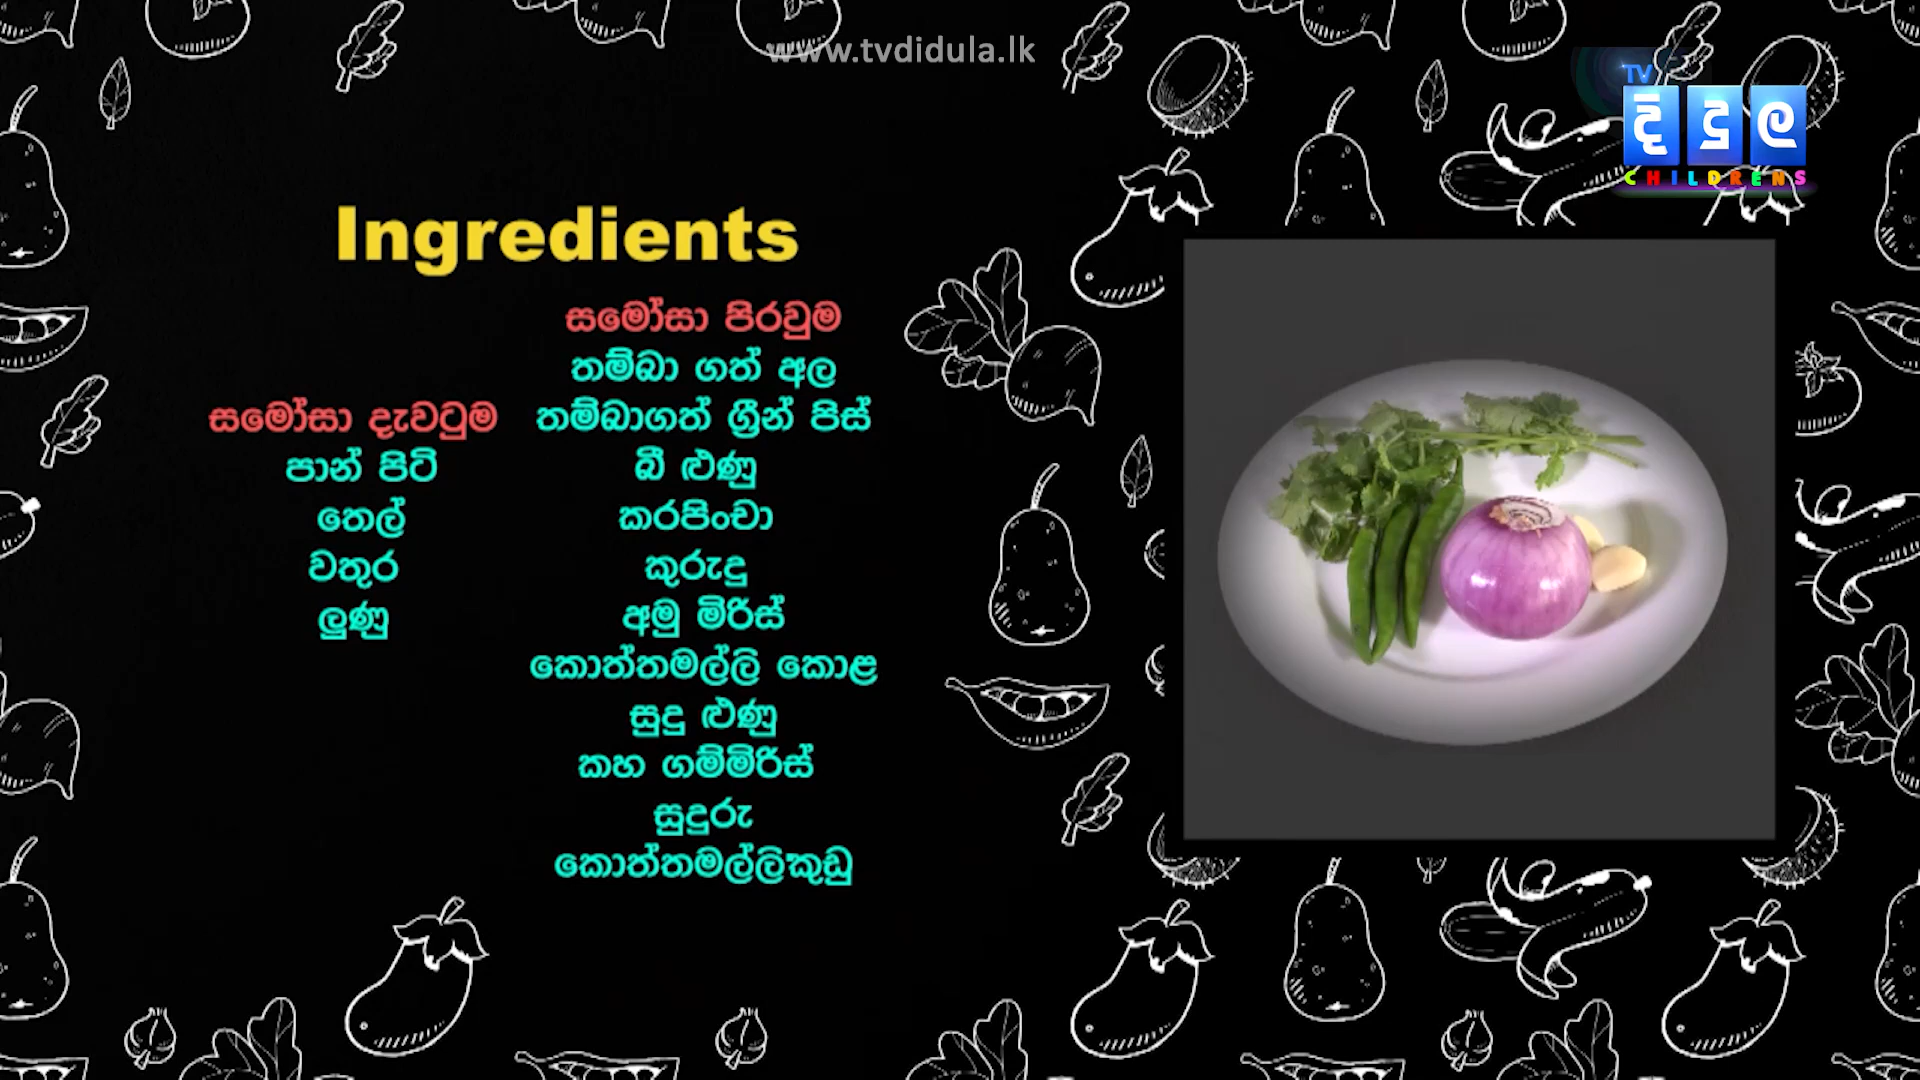 www.tvdidula.lk
TV
දිදුල
CHILDRENS
Ingredients
සමෝසා දැවටුම
පාන් පිටි
තෙල්
වතුර
ලුණු
සමෝසා පිරවුම
තම්බා ගත් අල
තම්බාගත් ග්‍රීන් පිස්
බී ළුණු
කරපිංචා
කුරුදු
අමු මිරිස්
කොත්තමල්ලි කොළ
සුදු ළුණු
කහ ගම්මිරිස්
සුදුරු
කොත්තමල්ලිකුඩු